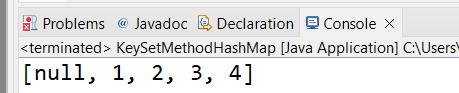 Problems @ Javadoc Declaration Console
<terminated> KeySetMethodHashMap [Java Application] C:\Users\
[null, 1, 2, 3, 4]